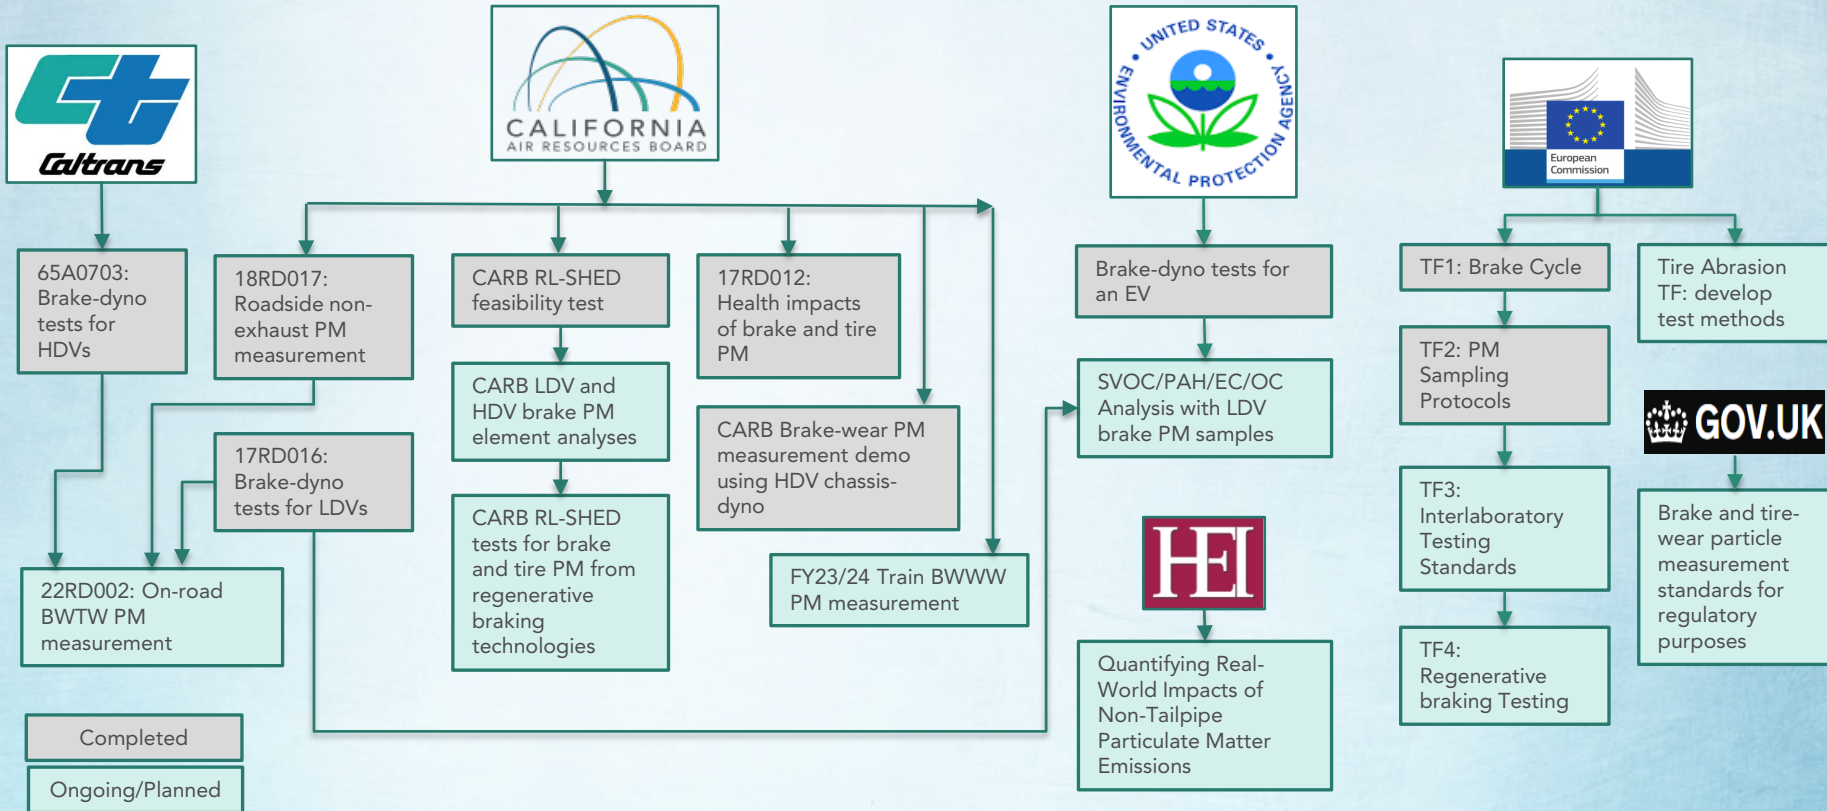 Caltrans
CALIFORNIA
AIR RESOURCES BOARD
UNITED STATES
ENVIRONMENTAL PROTECTION AGENCY
European
Commission
65A0703:
Brake-dyno
tests for
HDVs
18RD017:
Roadside non-
exhaust PM
measurement
17RD016:
Brake-dyno
tests for LDVs
22RD002: On-road
BWTW PM
measurement
CARB RL-SHED
feasibility test
CARB LDV and
HDV brake PM
element analyses
CARB RL-SHED
tests for brake
and tire PM from
regenerative
braking
technologies
17RD012:
Health impacts
of brake and tire
PM
CARB Brake-wear PM
measurement demo
using HDV chassis-
dyno
FY23/24 Train BWWW
PM measurement
Brake-dyno tests for
an EV
SVOC/PAH/EC/OC
Analysis with LDV
brake PM samples
HEI
Quantifying Real-
World Impacts of
Non-Tailpipe
Particulate Matter
Emissions
TF1: Brake Cycle
TF2: PM
Sampling
Protocols
TF3:
Interlaboratory
Testing
Standards
TF4:
Regenerative
braking Testing
Tire Abrasion
TF: develop
test methods
GOV.UK
Brake and tire-
wear particle
measurement
standards for
regulatory
purposes
Completed
Ongoing/Planned